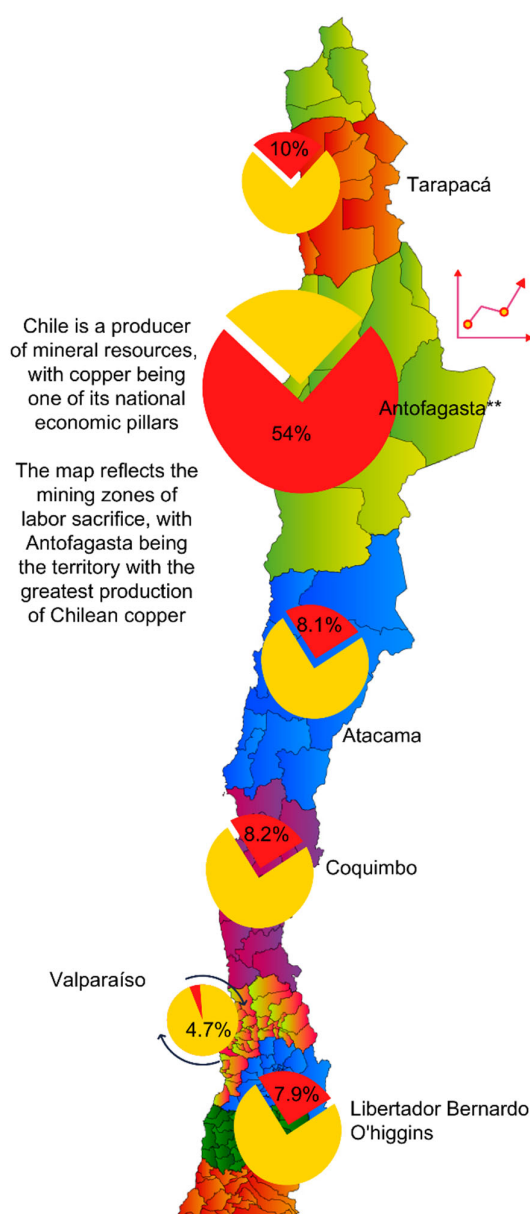 10%
Tarapacá
Chile is a producer
of mineral resources,
with copper being
one of its national
economic pillars
Antofagasta**
54%
The map reflects the
mining zones of
labor sacrifice, with
Antofagasta being
the territory with the
greatest production
of Chilean copper
8.1%
Atacama
8.2%
Coquimbo
Valparaíso
4.7%
7.9%
Libertador Bernardo
O'higgins